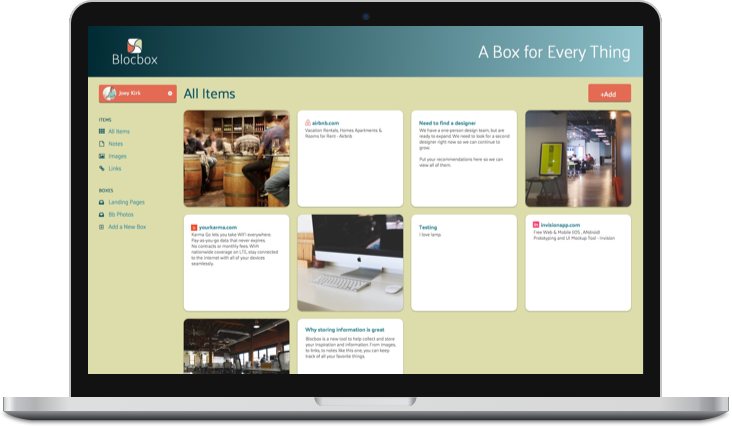 Blocbox
A Box for Every Thing
Joey Kirk
All Items
+Add
ITEMS
All Items
Notes
Images
Links
BOXES
Landing Pages
Bb Photos
Add a New Box
airbnb.com
Vacation Rentals, Homes, Apartments &
Rooms for Rent - Airbnb
Need to find a designer
We have a one-person design team, but are
ready to expand! We need to look for a second
designer right now so we can continue to
grow.
Put your recommendations here so we can
view all of them.
yourkarma.com
Karma Go lets you take WiFi everywhere.
Pay-as-you-go data that never expires.
No contracts or monthly fees. With
nationwide coverage on LTE, stay connected
to the internet with all of your devices
seamlessly.
Testing
I love lamp.
invisionapp.com
Free Web & Mobile (iOS, Android)
Prototyping and UI Mockup Tool - InVision
Why storing information is great
Blocbox is a new tool to help collect and store
your inspiration and information. From images,
to links, to notes like this one, you can keep
track of all your favorite things.